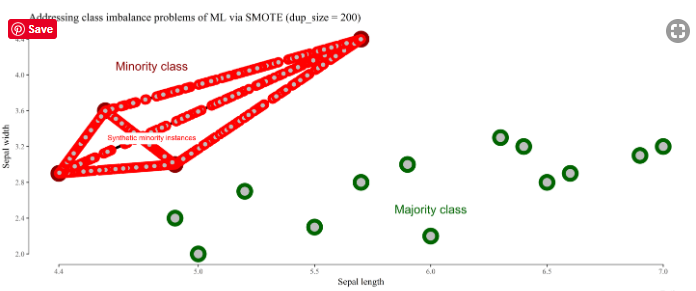 Addressing class imbalance problems of ML via SMOTE (dup_size = 200)
Save
Minority class
Synthetic minority instances
Majority class
Sepal width
4.4
4.0
3.6
3.2
2.8
2.4
2.0
4.4 5.0 5.5 6.0 6.5 7.0
Sepal length